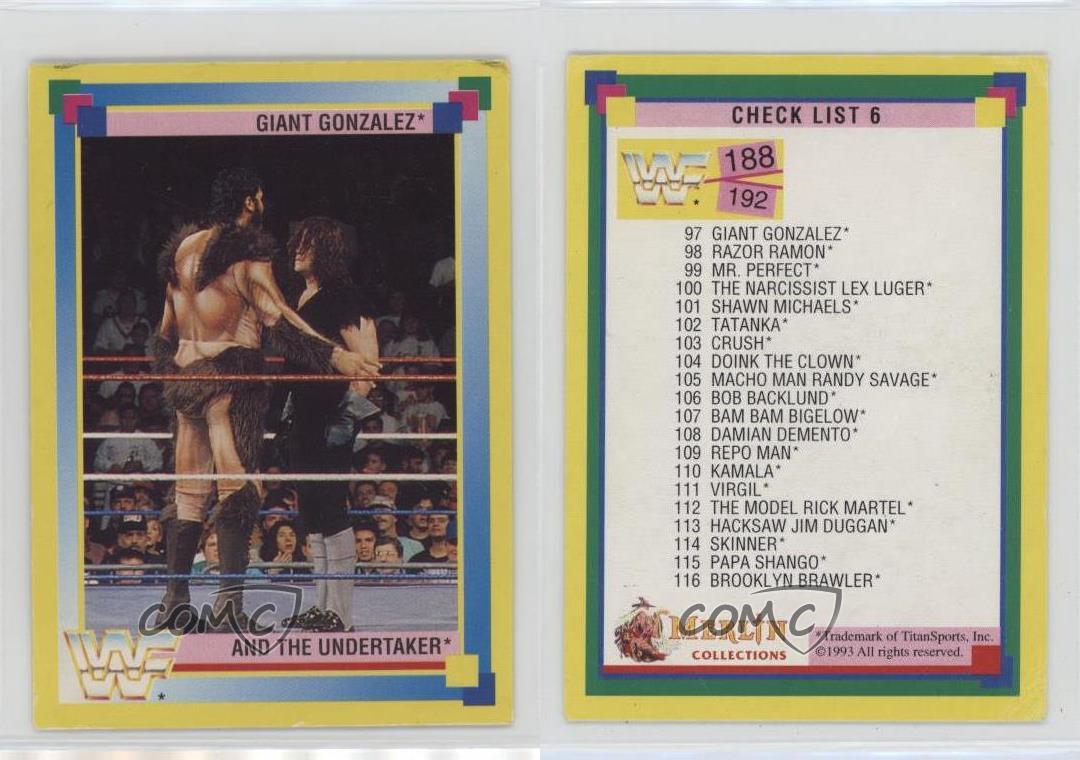 GIANT GONZALEZ*
AND THE UNDERTAKER*
WF
*
COMC
CHECK LIST 6
WF
*
188
192
97 GIANT GONZALEZ*
98 RAZOR RAMON*
99 MR. PERFECT*
100 THE NARCISSIST LEX LUGER*
101 SHAWN MICHAELS*
102 TATANKA*
103 CRUSH*
104 DOINK THE CLOWN*
105 MACHO MAN RANDY SAVAGE*
106 BOB BACKLUND*
107 BAM BAM BIGELOW*
108 DAMIAN DEMENTO*
109 REPO MAN*
110 KAMALA*
111 VIRGIL*
112 THE MODEL RICK MARTEL*
113 HACKSAW JIM DUGGAN*
114 SKINNER*
115 PAPA SHANGO*
116 BROOKLYN BRAWLER*
COMC
MERLIN
COLLECTIONS
*Trademark of TitanSports, Inc.
©1993 All rights reserved.